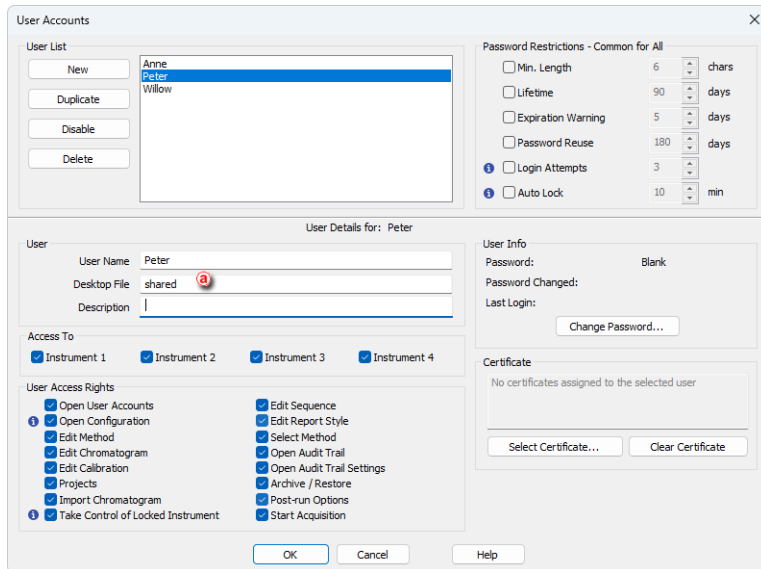 User Accounts
User List
New
Duplicate
Disable
Delete
Anne
Peter
Willow
Password Restrictions - Common for All
Min. Length 6 chars
Lifetime 90 days
Expiration Warning 5 days
Password Reuse 180 days
Login Attempts 3
Auto Lock 10 min
User Details for: Peter
User
User Name Peter
Desktop File shared a
Description
User Info
Password: Blank
Password Changed:
Last Login:
Change Password...
Access To
Instrument 1 Instrument 2 Instrument 3 Instrument 4
User Access Rights
Open User Accounts
Open Configuration
Edit Method
Edit Chromatogram
Edit Calibration
Projects
Import Chromatogram
Take Control of Locked Instrument
Edit Sequence
Edit Report Style
Select Method
Open Audit Trail
Open Audit Trail Settings
Archive / Restore
Post-run Options
Start Acquisition
Certificate
No certificates assigned to the selected user
Select Certificate... Clear Certificate
OK Cancel Help